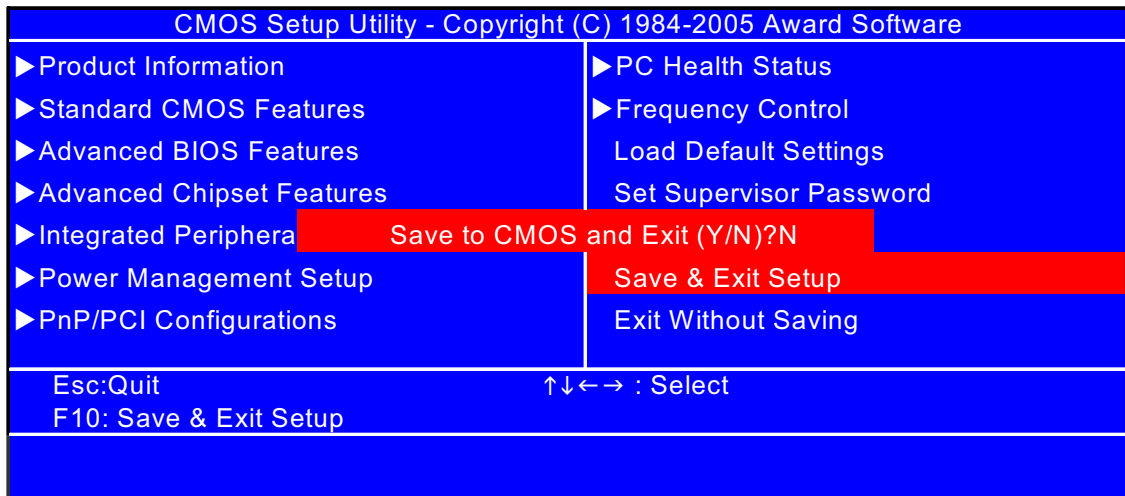 CMOS Setup Utility - Copyright (C) 1984-2005 Award Software
▶Product Information
▶Standard CMOS Features
▶Advanced BIOS Features
▶Advanced Chipset Features
▶Integrated Periphera
▶Power Management Setup
▶PnP/PCI Configurations
▶PC Health Status
▶Frequency Control
Load Default Settings
Set Supervisor Password
Save to CMOS and Exit (Y/N)?N
Save & Exit Setup
Exit Without Saving
Esc:Quit
↑↓←→ : Select
F10: Save & Exit Setup